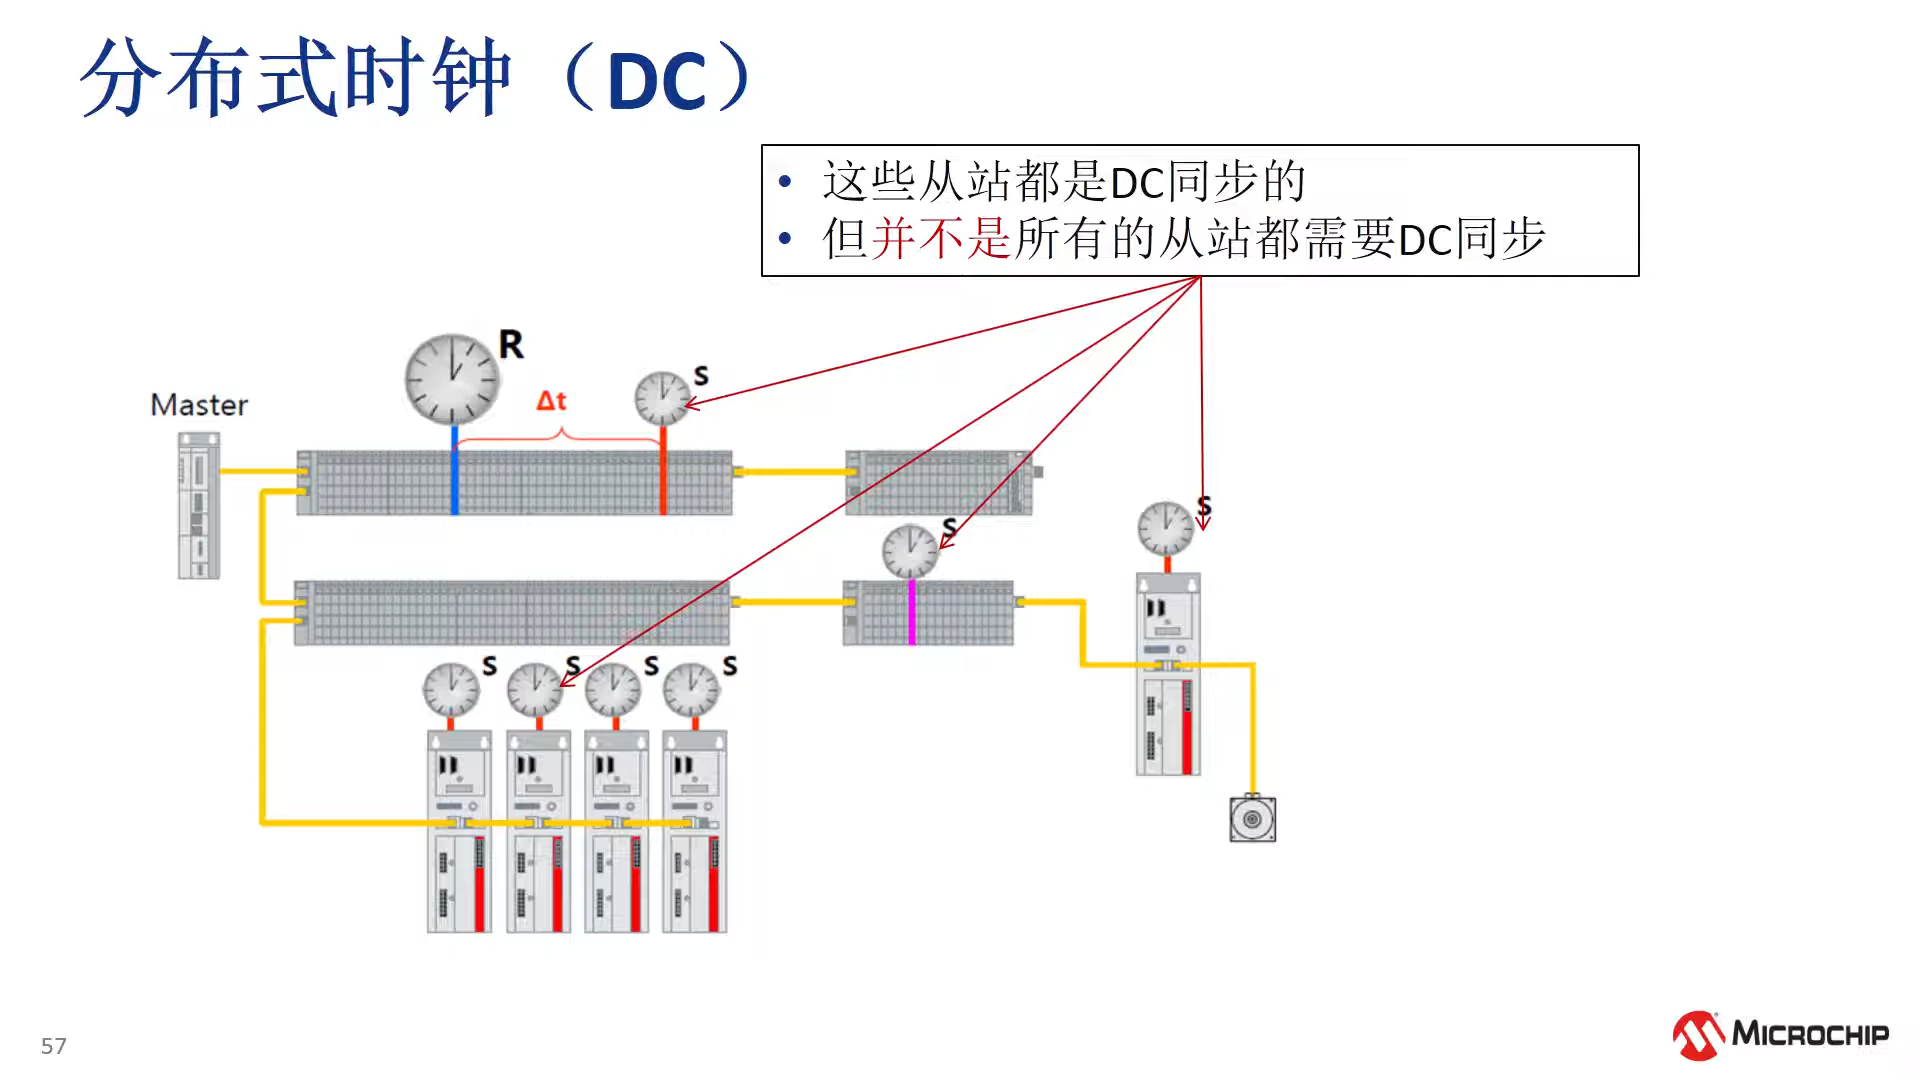 分布式时钟（DC）
• 这些从站都是DC同步的
• 但并不是所有的从站都需要DC同步
R
S
Δt
Master
S
S
S
S
S
S
57
MICROCHIP